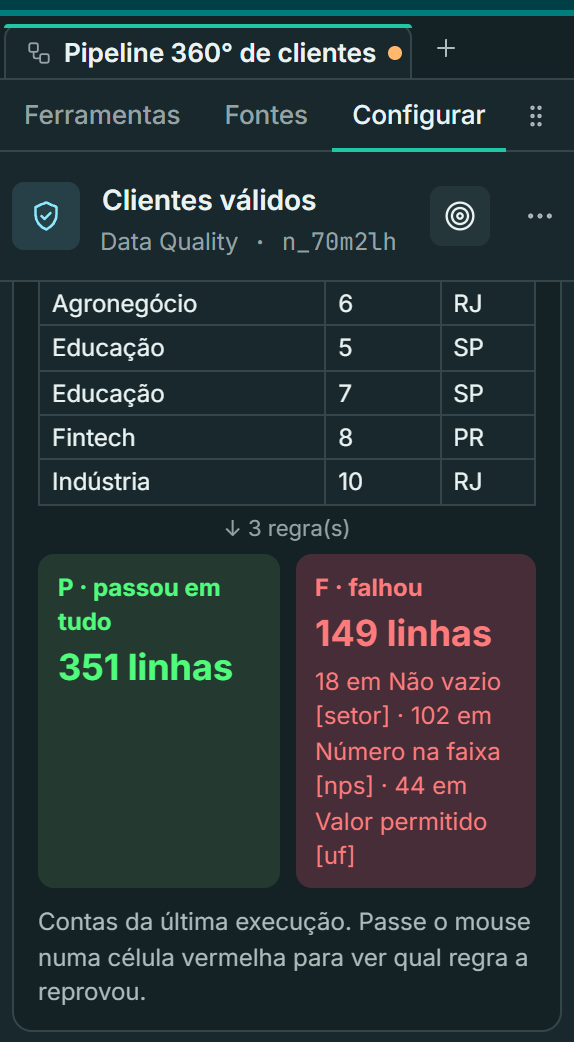 Pipeline 360° de clientes
Ferramentas Fontes Configurar
Clientes válidos
Data Quality · n_70m2lh
Agronegócio 6 RJ
Educação 5 SP
Educação 7 SP
Fintech 8 PR
Indústria 10 RJ
↓ 3 regra(s)
P · passou em
tudo
351 linhas
F · falhou
149 linhas
18 em Não vazio
[setor] · 102 em
Número na faixa
[nps] · 44 em
Valor permitido
[uf]
Contas da última execução. Passe o mouse
numa célula vermelha para ver qual regra a
reprovou.